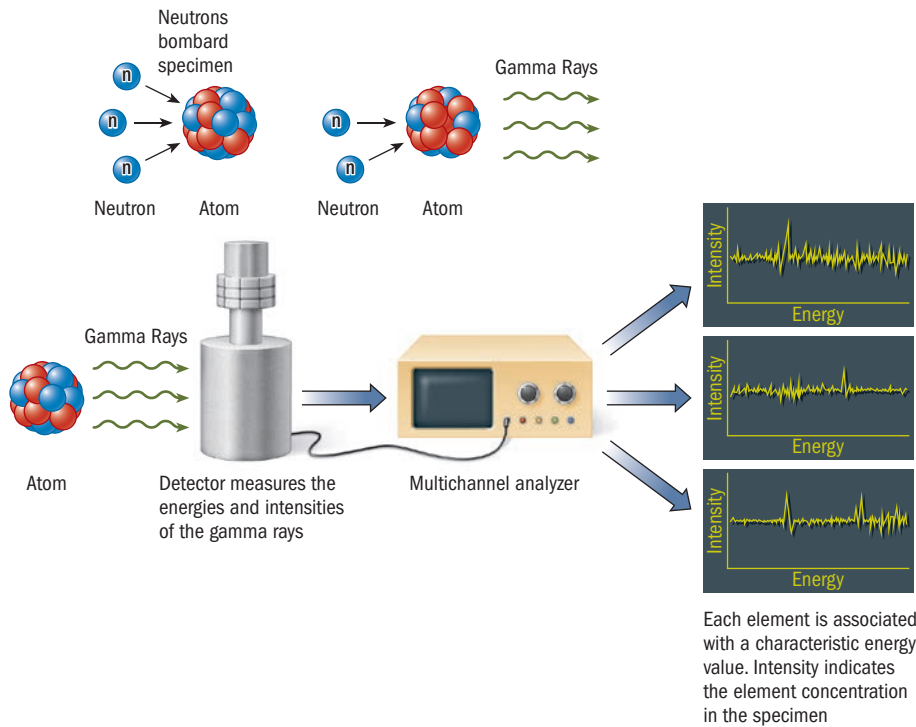 Neutrons
bombard
specimen
n
n
n
Neutron
Atom
n
n
Neutron
Atom
Gamma Rays
Atom
Gamma Rays
Detector measures the
energies and intensities
of the gamma rays
Multichannel analyzer
Intensity
Energy
Intensity
Energy
Intensity
Energy
Each element is associated
with a characteristic energy
value. Intensity indicates
the element concentration
in the specimen